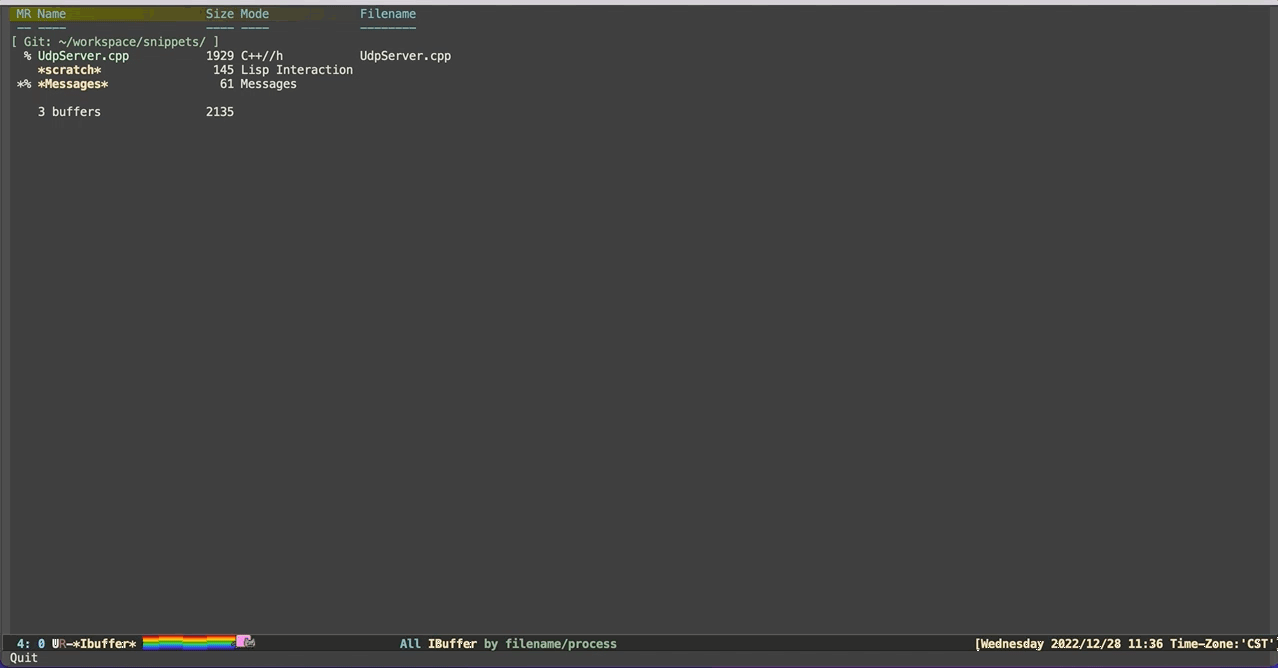 MR Name Size Mode Filename
-- ---- ---- ---- --------
[ Git: ~/workspace/snippets/ ]
% UdpServer.cpp 1929 C++//h UdpServer.cpp
*scratch* 145 Lisp Interaction
*% *Messages* 61 Messages
3 buffers 2135
4: 0 UR-*Ibuffer* All IBuffer by filename/process [Wednesday 2022/12/28 11:36 Time-Zone:'CST'
Quit